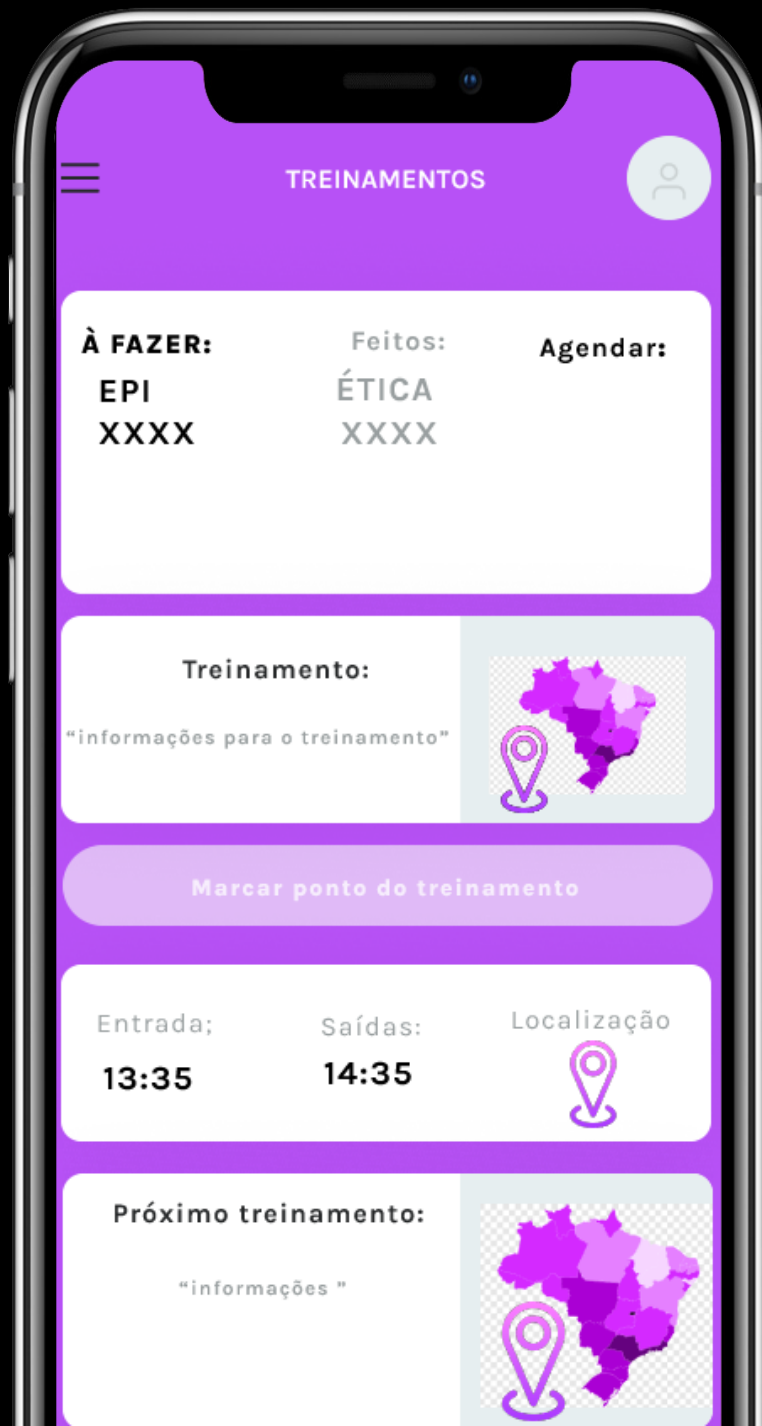 TREINAMENTOS
À FAZER:
EPI
XXXX
Feitos:
ÉTICA
XXXX
Agendar:
Treinamento:
“informações para o treinamento”
Marcar ponto do treinamento
Entrada;
13:35
Saídas:
14:35
Localização
Próximo treinamento:
“informações ”